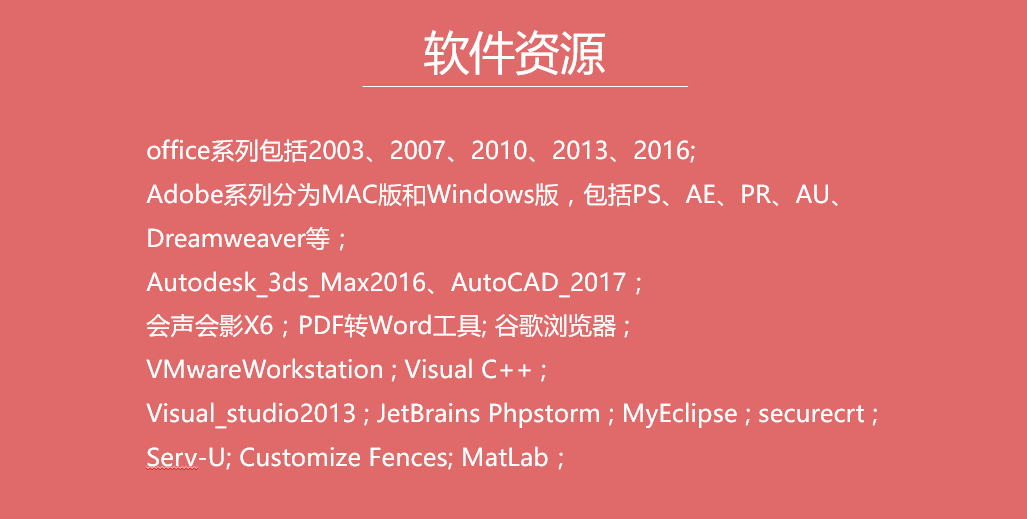 软件资源
office系列包括2003、2007、2010、2013、2016;
Adobe系列分为MAC版和Windows版，包括PS、AE、PR、AU、
Dreamweaver等；
Autodesk_3ds_Max2016、AutoCAD_2017；
会声会影X6；PDF转Word工具; 谷歌浏览器；
VMwareWorkstation；Visual C++；
Visual_studio2013；JetBrains Phpstorm；MyEclipse；securecrt；
Serv-U; Customize Fences; MatLab；